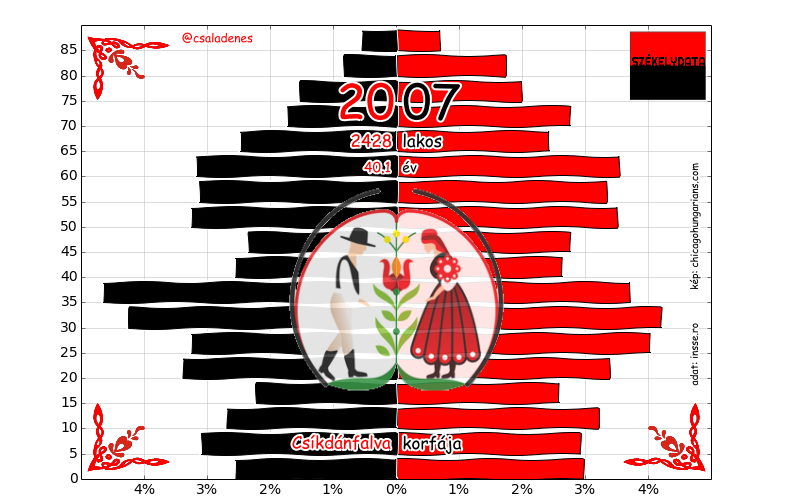 @csaladenes
SZÉKELYDATA
2007
2428 lakos
40.1 év
kép: chicagohungarians.com
adat: insse.ro
Csíkdánfalva korfája
85
80
75
70
65
60
55
50
45
40
35
30
25
20
15
10
5
0
4% 3% 2% 1% 0% 1% 2% 3% 4%